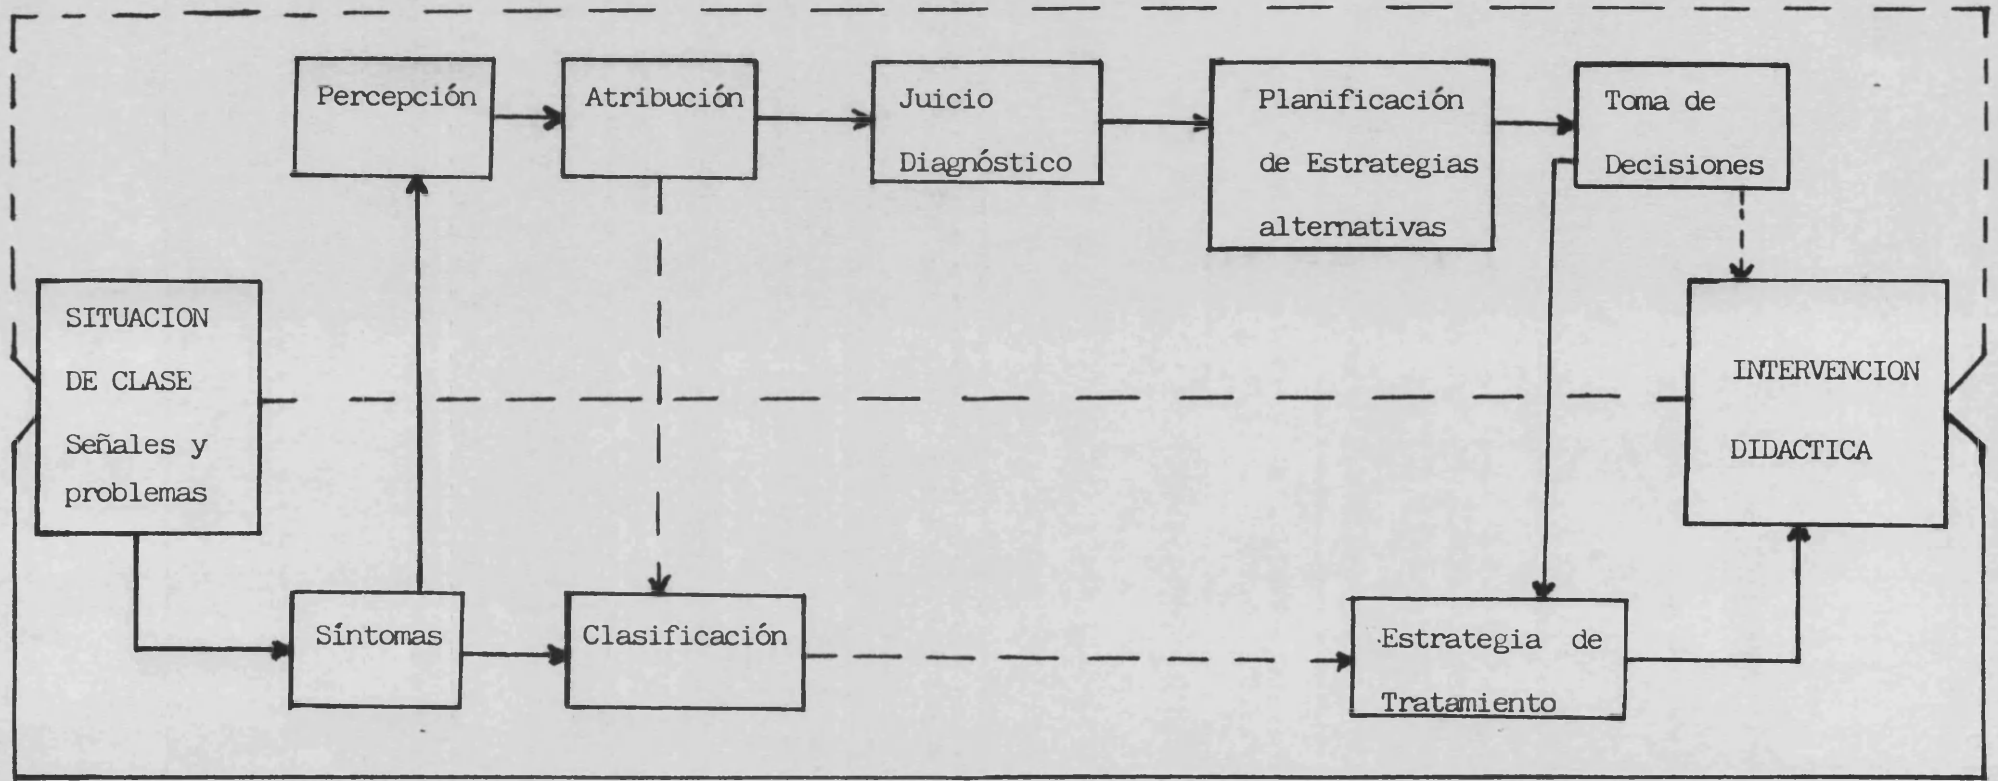 Percepción
Atribución
Juicio
Diagnóstico
Planificación
de Estrategias
alternativas
Toma de
Decisiones
SITUACION
DE CLASE
Señales y
problemas
INTERVENCION
DIDACTICA
Síntomas
Clasificación
Estrategia de
Tratamiento